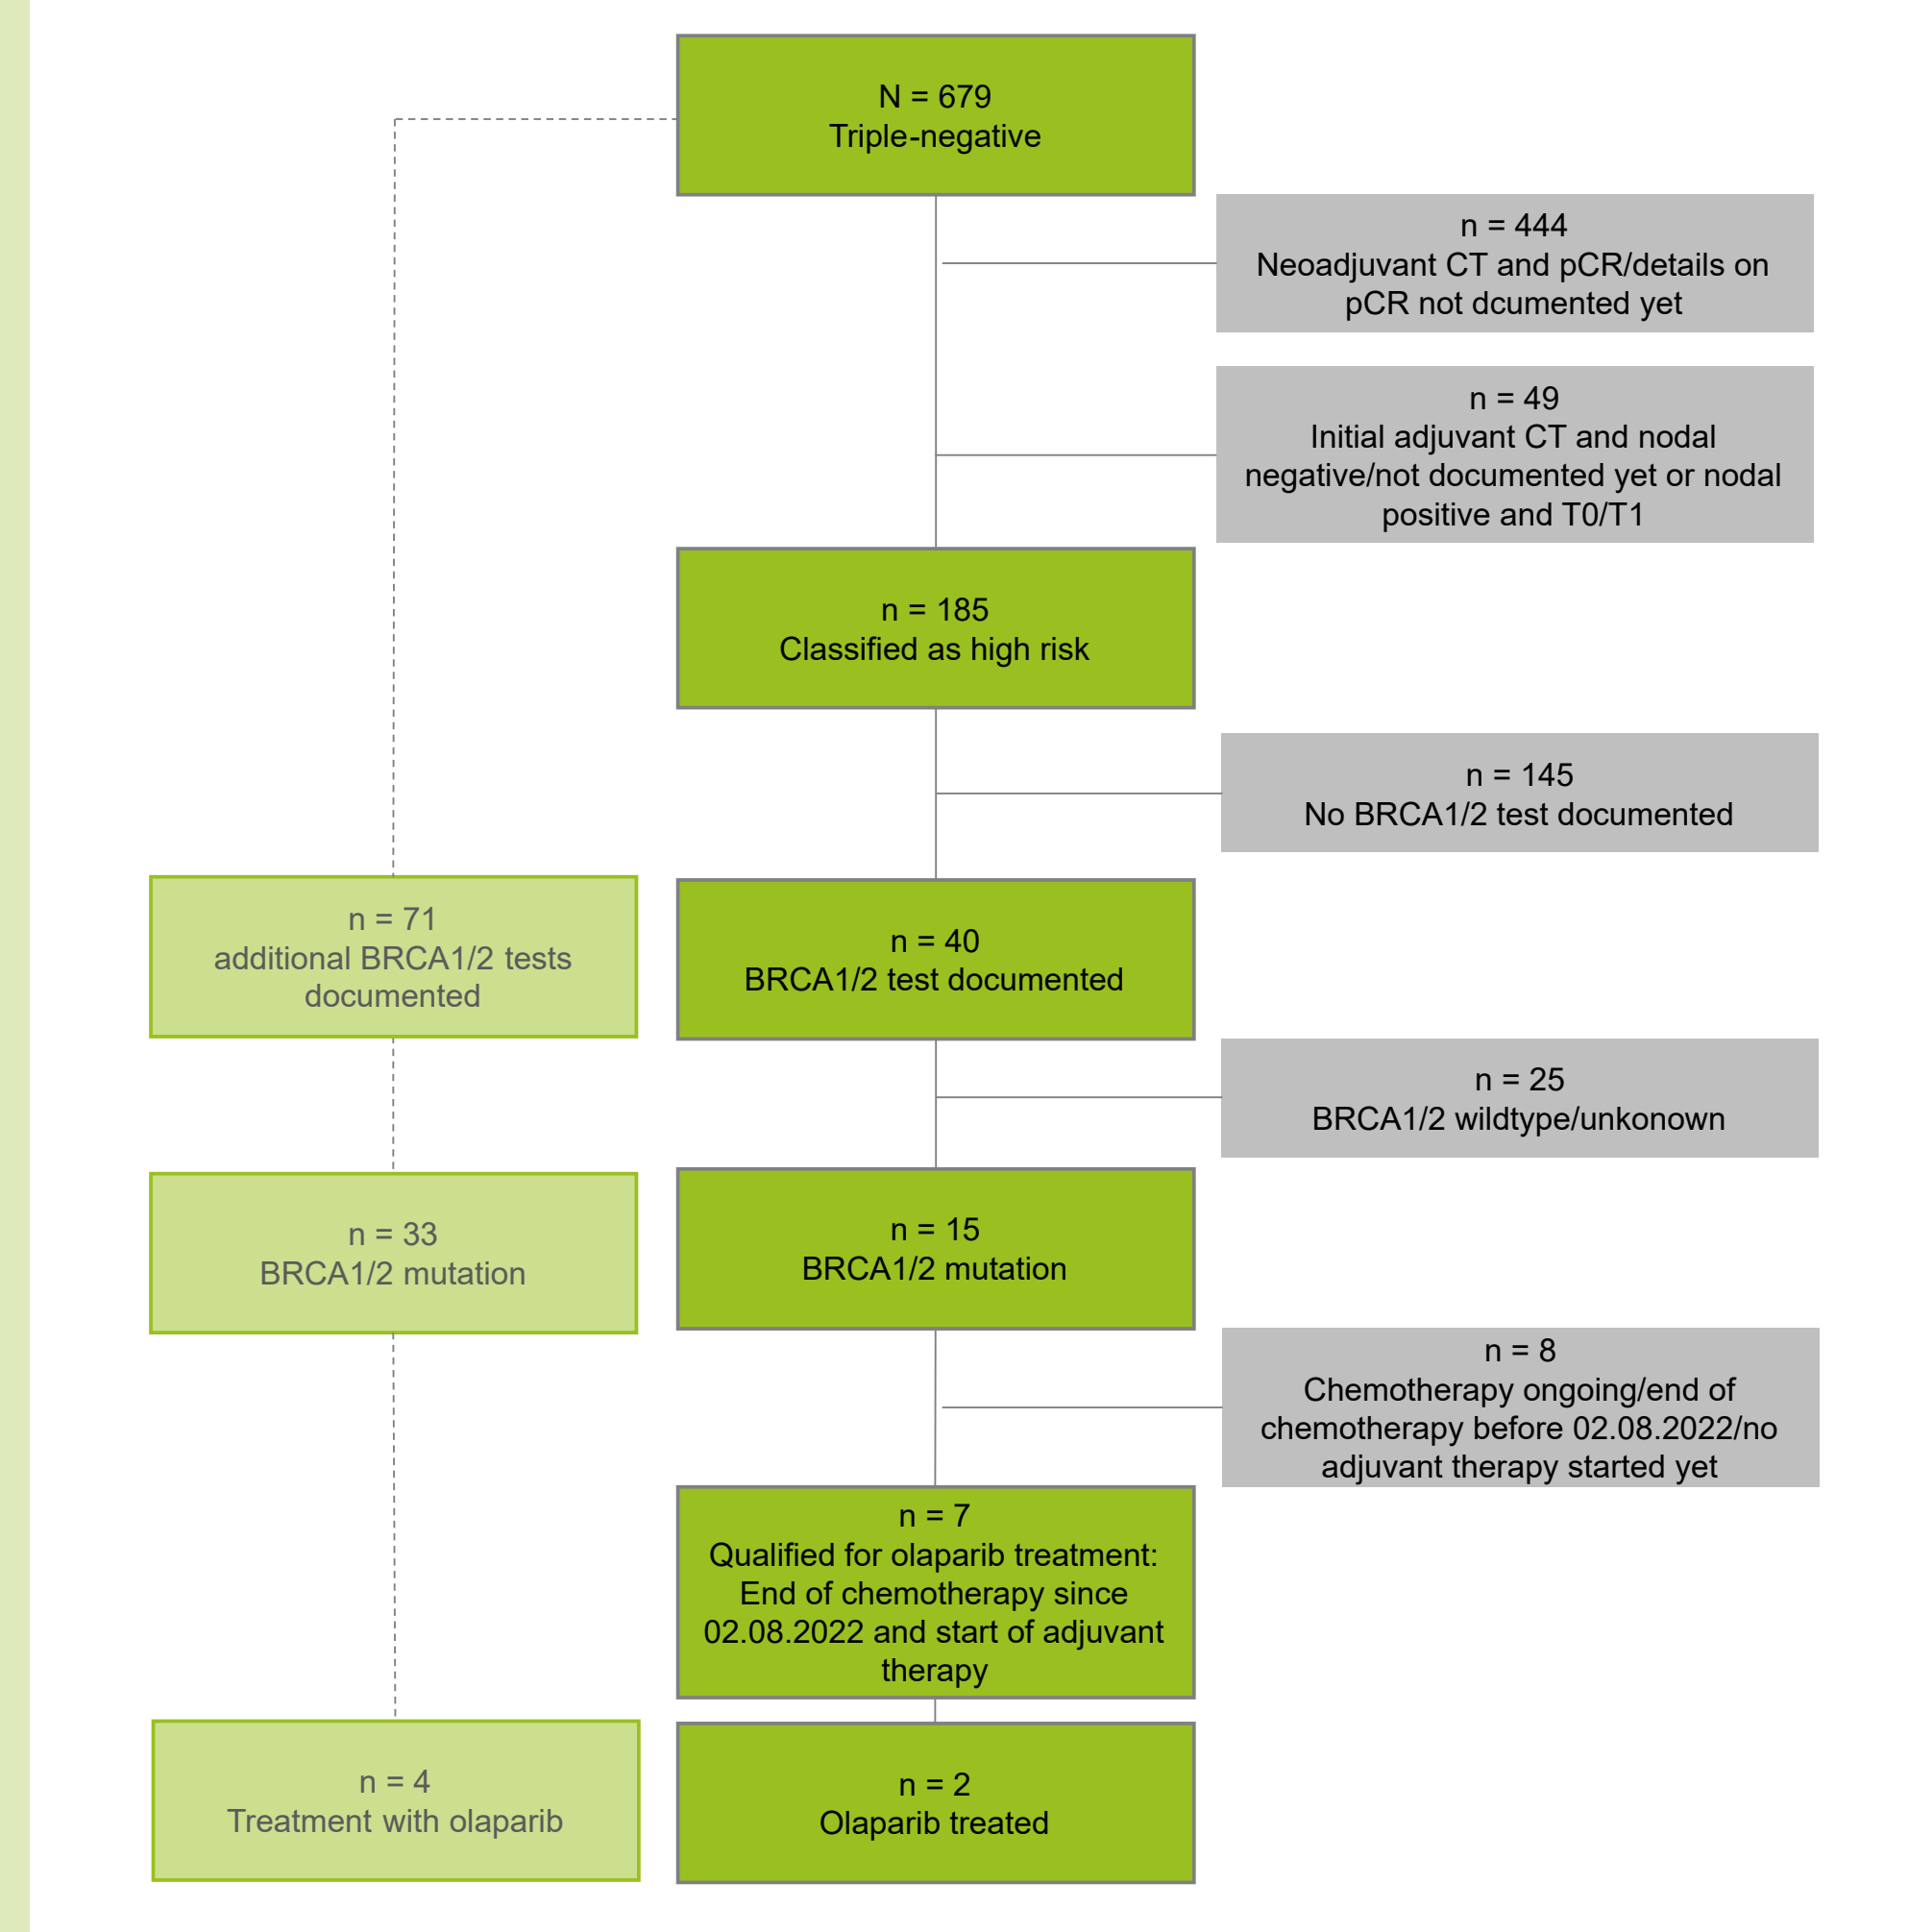 N = 679
Triple-negative
n = 444
Neoadjuvant CT and pCR/details on
pCR not dcumented yet
n = 49
Initial adjuvant CT and nodal
negative/not documented yet or nodal
positive and T0/T1
n = 185
Classified as high risk
n = 145
No BRCA1/2 test documented
n = 71
additional BRCA1/2 tests
documented
n = 40
BRCA1/2 test documented
n = 25
BRCA1/2 wildtype/unkonown
n = 33
BRCA1/2 mutation
n = 15
BRCA1/2 mutation
n = 8
Chemotherapy ongoing/end of
chemotherapy before 02.08.2022/no
adjuvant therapy started yet
n = 7
Qualified for olaparib treatment:
End of chemotherapy since
02.08.2022 and start of adjuvant
therapy
n = 4
Treatment with olaparib
n = 2
Olaparib treated